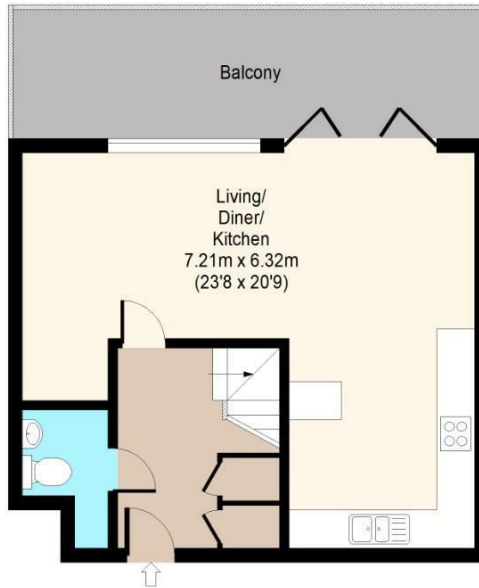 Balcony
Living/
Diner/
Kitchen
7.21m x 6.32m
(23'8 x 20'9)